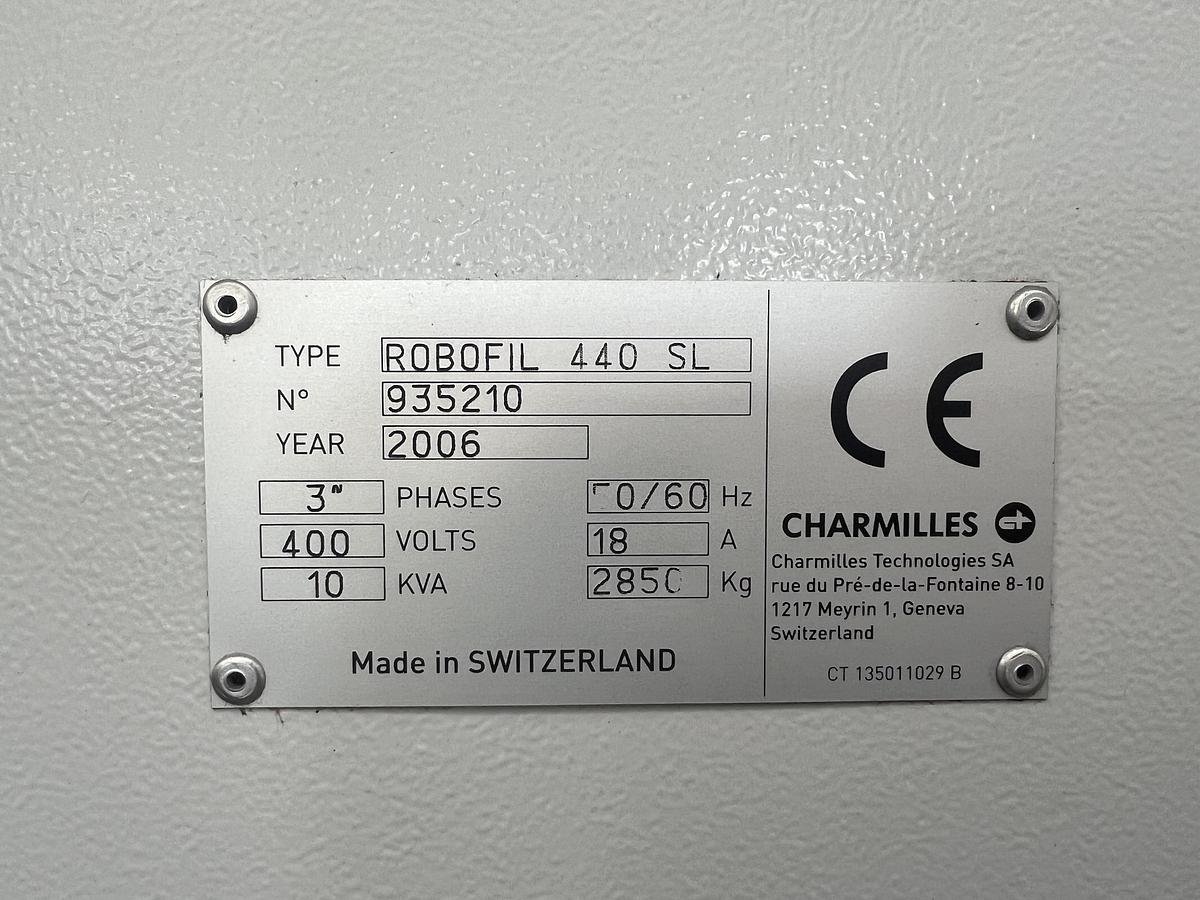 TYPE ROBOFIL 440 SL
N° 935210
YEAR 2006
3~ PHASES 50/60 Hz
400 VOLTS 18 A
10 KVA 2850 Kg
Made in SWITZERLAND
CE
CHARMILLES
Charmilles Technologies SA
rue du Pré-de-la-Fontaine 8-10
1217 Meyrin 1, Geneva
Switzerland
CT 135011029 B